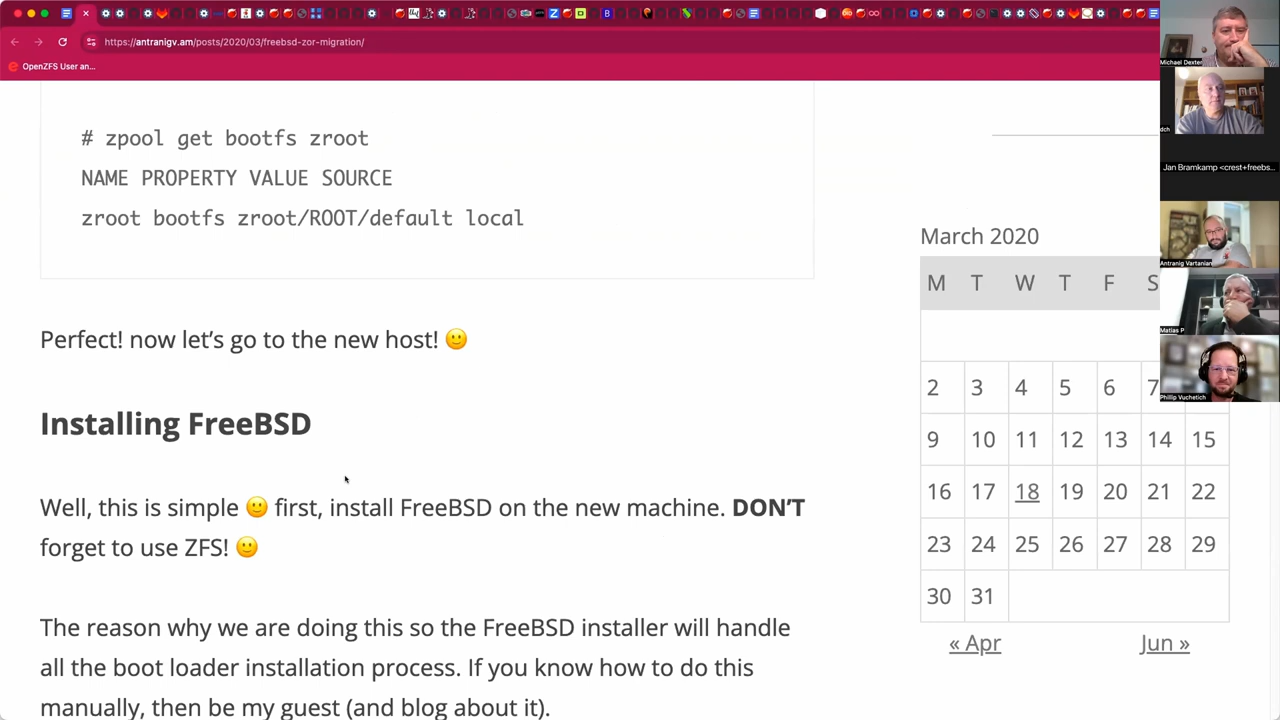 https://antranigv.am/posts/2020/03/freebsd-zor-migration/
OpenZFS User an...
# zpool get bootfs zroot
NAME PROPERTY VALUE SOURCE
zroot bootfs zroot/ROOT/default local
Perfect! now let’s go to the new host! 🙂
Installing FreeBSD
Well, this is simple 🙂 first, install FreeBSD on the new machine. DON’T
forget to use ZFS! 🙂
The reason why we are doing this so the FreeBSD installer will handle
all the boot loader installation process. If you know how to do this
manually, then be my guest (and blog about it).
March 2020
M T W T F S
2 3 4 5 6 7
9 10 11 12 13 14 15
16 17 18 19 20 21 22
23 24 25 26 27 28 29
30 31
« Apr Jun »
Michael Dexter
dch
Jan Bramkamp <crest+freebs...
Antranig Vartanian
Matias P
Phillip Vuchetich